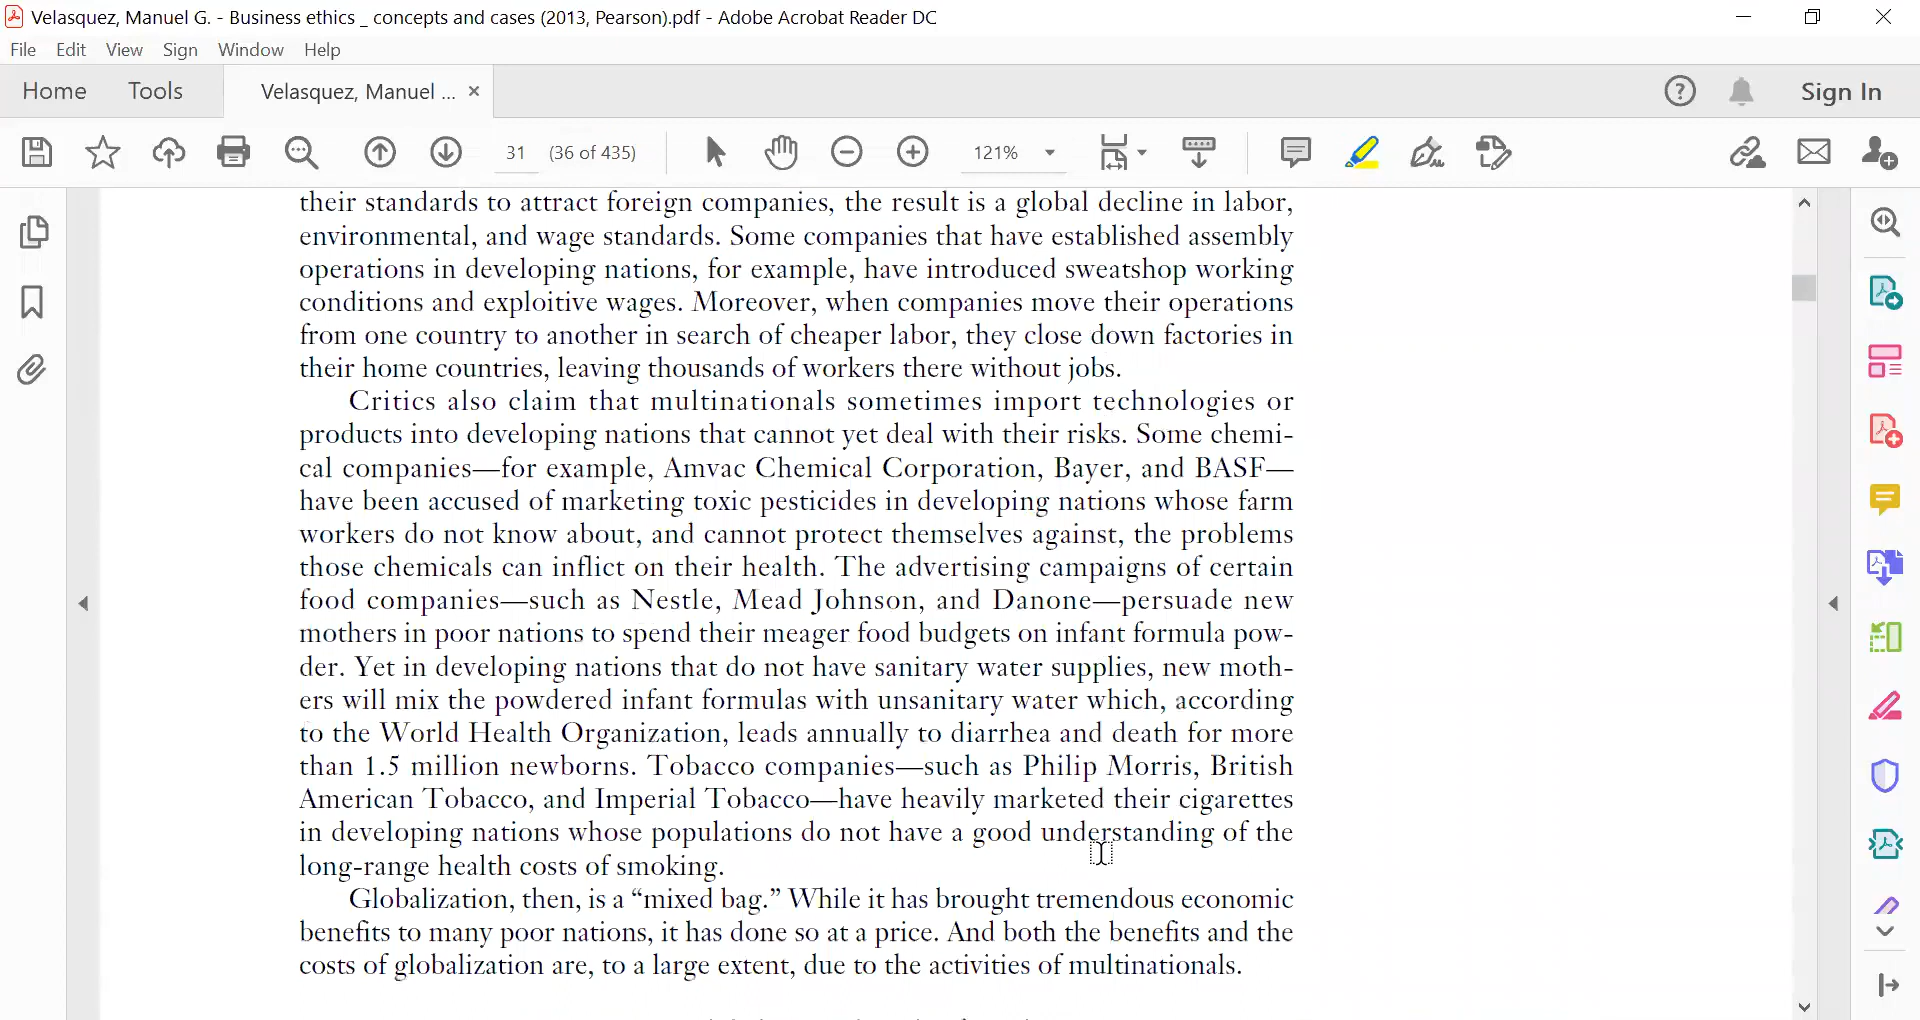 Velasquez, Manuel G. - Business ethics _ concepts and cases (2013, Pearson).pdf - Adobe Acrobat Reader DC
File Edit View Sign Window Help
Home Tools Velasquez, Manuel ... × Sign In
31 (36 of 435) 121%
their standards to attract foreign companies, the result is a global decline in labor,
environmental, and wage standards. Some companies that have established assembly
operations in developing nations, for example, have introduced sweatshop working
conditions and exploitive wages. Moreover, when companies move their operations
from one country to another in search of cheaper labor, they close down factories in
their home countries, leaving thousands of workers there without jobs.
Critics also claim that multinationals sometimes import technologies or
products into developing nations that cannot yet deal with their risks. Some chemi-
cal companies—for example, Amvac Chemical Corporation, Bayer, and BASF—
have been accused of marketing toxic pesticides in developing nations whose farm
workers do not know about, and cannot protect themselves against, the problems
those chemicals can inflict on their health. The advertising campaigns of certain
food companies—such as Nestle, Mead Johnson, and Danone—persuade new
mothers in poor nations to spend their meager food budgets on infant formula pow-
der. Yet in developing nations that do not have sanitary water supplies, new moth-
ers will mix the powdered infant formulas with unsanitary water which, according
to the World Health Organization, leads annually to diarrhea and death for more
than 1.5 million newborns. Tobacco companies—such as Philip Morris, British
American Tobacco, and Imperial Tobacco—have heavily marketed their cigarettes
in developing nations whose populations do not have a good understanding of the
long-range health costs of smoking.
Globalization, then, is a “mixed bag.” While it has brought tremendous economic
benefits to many poor nations, it has done so at a price. And both the benefits and the
costs of globalization are, to a large extent, due to the activities of multinationals.